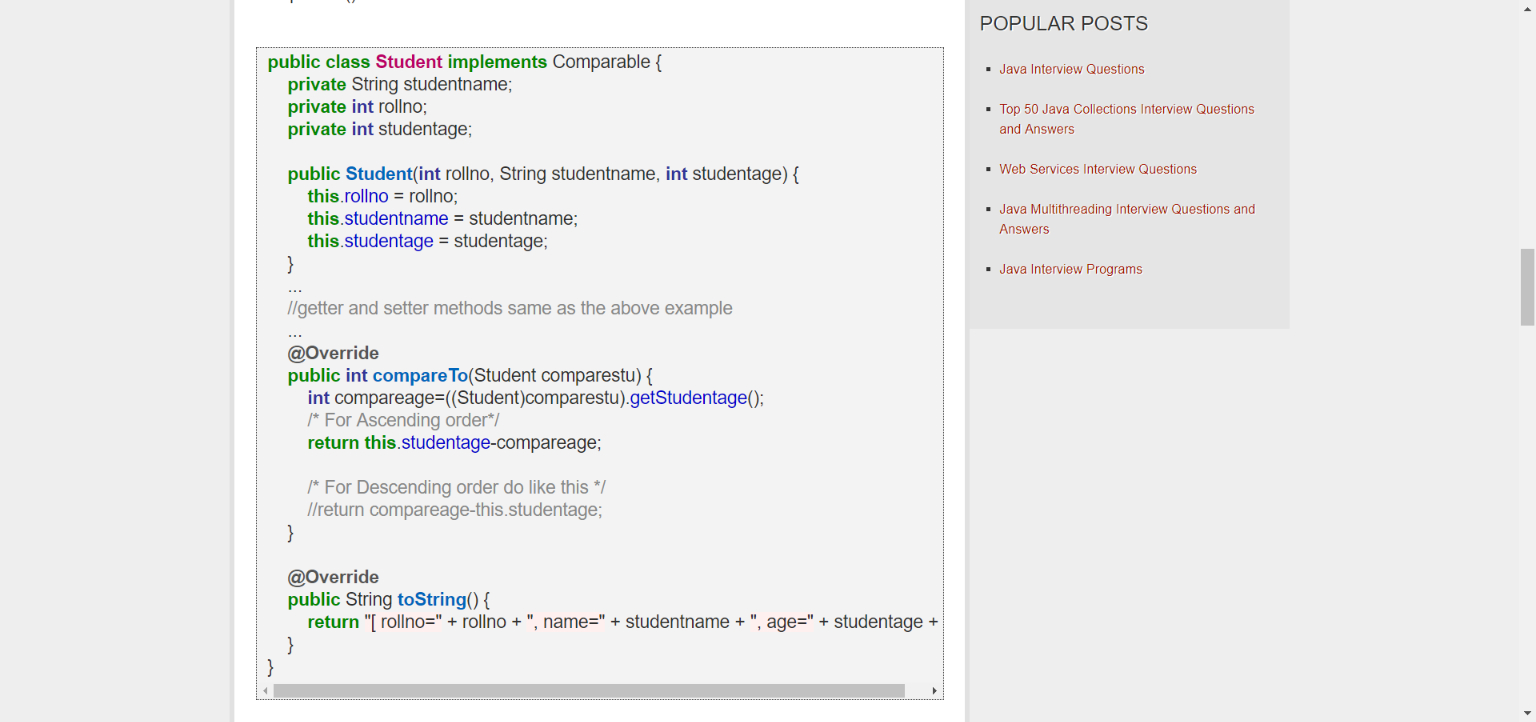 public class Student implements Comparable {
    private String studentname;
    private int rollno;
    private int studentage;

    public Student(int rollno, String studentname, int studentage) {
        this.rollno = rollno;
        this.studentname = studentname;
        this.studentage = studentage;
    }
    ...
    //getter and setter methods same as the above example
    ...
    @Override
    public int compareTo(Student comparestu) {
        int compareage=((Student)comparestu).getStudentage();
        /* For Ascending order*/
        return this.studentage-compareage;

        /* For Descending order do like this */
        //return compareage-this.studentage;
    }

    @Override
    public String toString() {
        return "[ rollno=" + rollno + ", name=" + studentname + ", age=" + studentage +
    }
}
POPULAR POSTS
▪ Java Interview Questions
▪ Top 50 Java Collections Interview Questions
and Answers
▪ Web Services Interview Questions
▪ Java Multithreading Interview Questions and
Answers
▪ Java Interview Programs